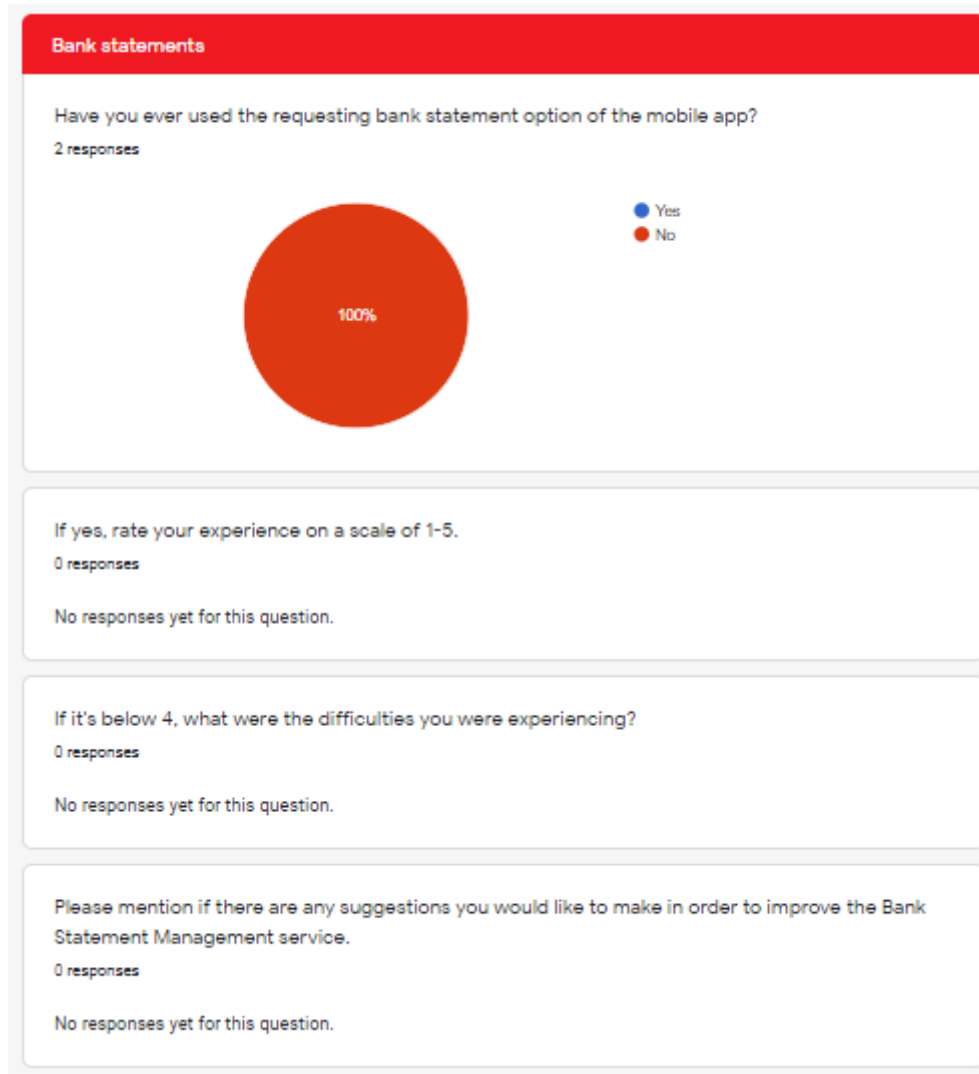 Bank statements
Have you ever used the requesting bank statement option of the mobile app?
2 responses
Yes
No
100%
If yes, rate your experience on a scale of 1-5.
0 responses
No responses yet for this question.
If it's below 4, what were the difficulties you were experiencing?
0 responses
No responses yet for this question.
Please mention if there are any suggestions you would like to make in order to improve the Bank
Statement Management service.
0 responses
No responses yet for this question.